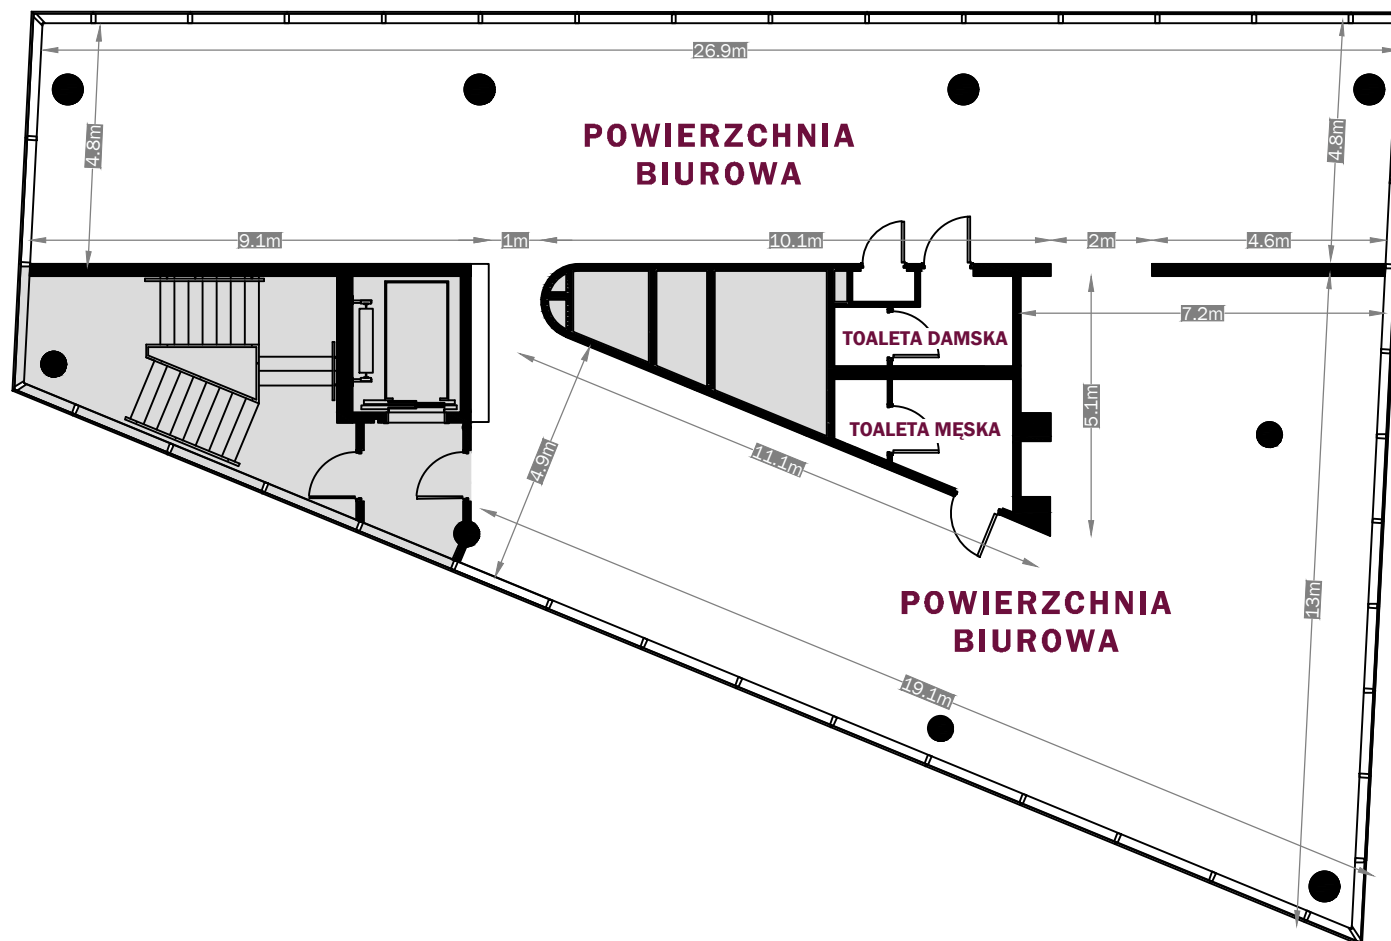 26.9m
4.8m
4.8m
POWIERZCHNIA
BIUROWA
9.1m
1m
10.1m
2m
4.6m
7.2m
TOALETA DAMSKA
5.1m
TOALETA MĘSKA
4.9m
11.1m
13m
POWIERZCHNIA
BIUROWA
19.1m